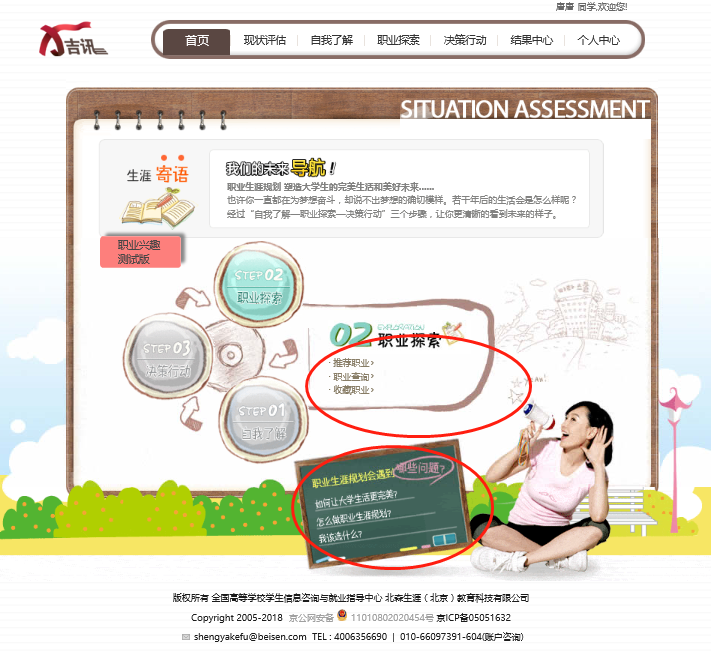 唐唐 同学,欢迎您!
吉讯
首页 现状评估 自我了解 职业探索 决策行动 结果中心 个人中心
SITUATION ASSESSMENT
生涯 寄语
我们的未来 导航!
职业生涯规划 塑造大学生的完美生活和美好未来……
也许你一直都在为梦想奋斗，却说不出梦想的确切模样。若干年后的生活会是怎么样呢？
经过“自我了解—职业探索—决策行动”三个步骤，让你更清晰的看到未来的样子。
职业兴趣
测试版
STEP 02
职业探索
STEP 03
决策行动
STEP 01
自我了解
02 EXPLORATION
职业探索
· 推荐职业>
· 职业查询>
· 收藏职业>
职业生涯规划会遇到哪些问题?
如何让大学生活更完美?
怎么做职业生涯规划?
我该选什么?
版权所有 全国高等学校学生信息咨询与就业指导中心 北森生涯（北京）教育科技有限公司
Copyright 2005-2018 京公网安备 11010802020454号 京ICP备05051632
shengyakefu@beisen.com TEL：4006356690 | 010-66097391-604(账户咨询)